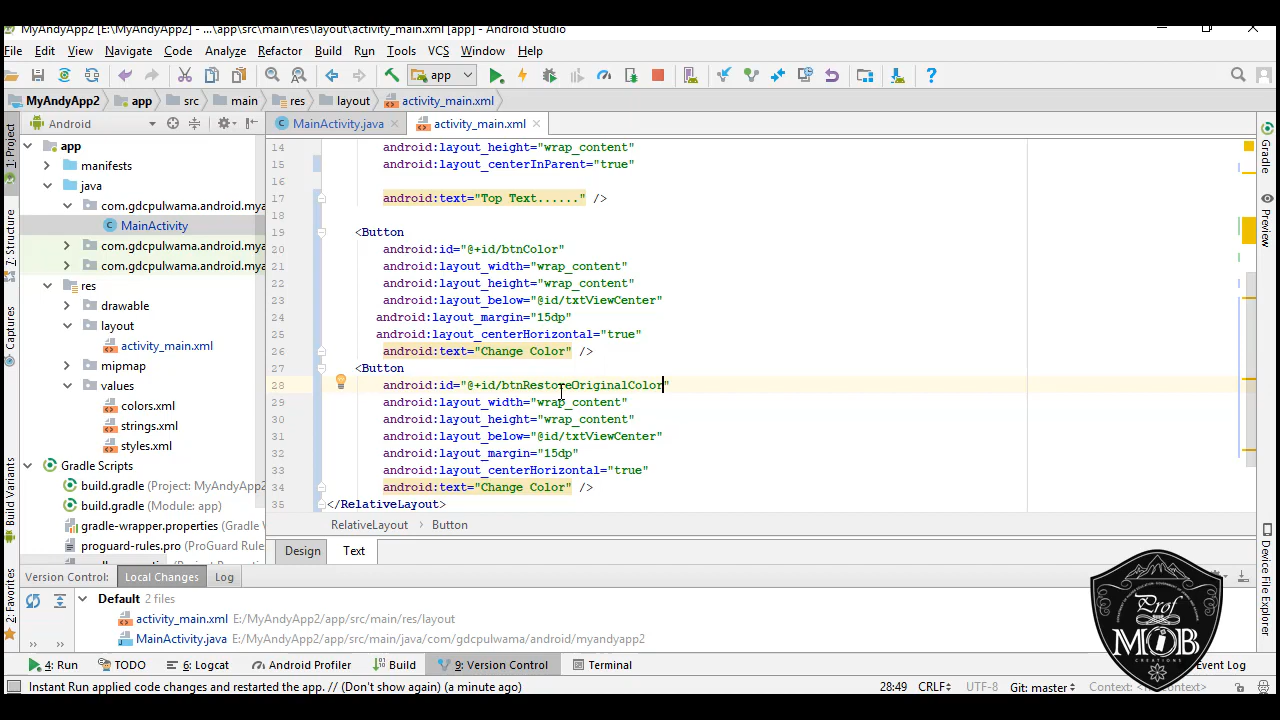 MyAndyApp2 [E:\MyAndyApp2] - ...\app\src\main\res\layout\activity_main.xml [app] - Android Studio
File Edit View Navigate Code Analyze Refactor Build Run Tools VCS Window Help
app
MyAndyApp2 app src main res layout activity_main.xml
Android MainActivity.java activity_main.xml
1: Project
7: Structure
Captures
Build Variants
2: Favorites
app
manifests
java
com.gdcpulwama.android.mya
MainActivity
com.gdcpulwama.android.mya
com.gdcpulwama.android.mya
res
drawable
layout
activity_main.xml
mipmap
values
colors.xml
strings.xml
styles.xml
Gradle Scripts
build.gradle (Project: MyAndyApp2)
build.gradle (Module: app)
gradle-wrapper.properties (Gradle V
proguard-rules.pro (ProGuard Rule
14 android:layout_height="wrap_content"
15 android:layout_centerInParent="true"
16
17 android:text="Top Text......" />
18
19 <Button
20 android:id="@+id/btnColor"
21 android:layout_width="wrap_content"
22 android:layout_height="wrap_content"
23 android:layout_below="@id/txtViewCenter"
24 android:layout_margin="15dp"
25 android:layout_centerHorizontal="true"
26 android:text="Change Color" />
27 <Button
28 android:id="@+id/btnRestoreOriginalColor"
29 android:layout_width="wrap_content"
30 android:layout_height="wrap_content"
31 android:layout_below="@id/txtViewCenter"
32 android:layout_margin="15dp"
33 android:layout_centerHorizontal="true"
34 android:text="Change Color" />
35 </RelativeLayout>
RelativeLayout Button
Design Text
Gradle
Preview
Device File Explorer
Version Control: Local Changes Log
Default 2 files
activity_main.xml E:/MyAndyApp2/app/src/main/res/layout
MainActivity.java E:/MyAndyApp2/app/src/main/java/com/gdcpulwama/android/myandyapp2
Prof
MiB
CREATIONS
4: Run TODO 6: Logcat Android Profiler Build 9: Version Control Terminal Event Log
Instant Run applied code changes and restarted the app. // (Don't show again) (a minute ago) 28:49 CRLF UTF-8 Git: master Context: <no context>